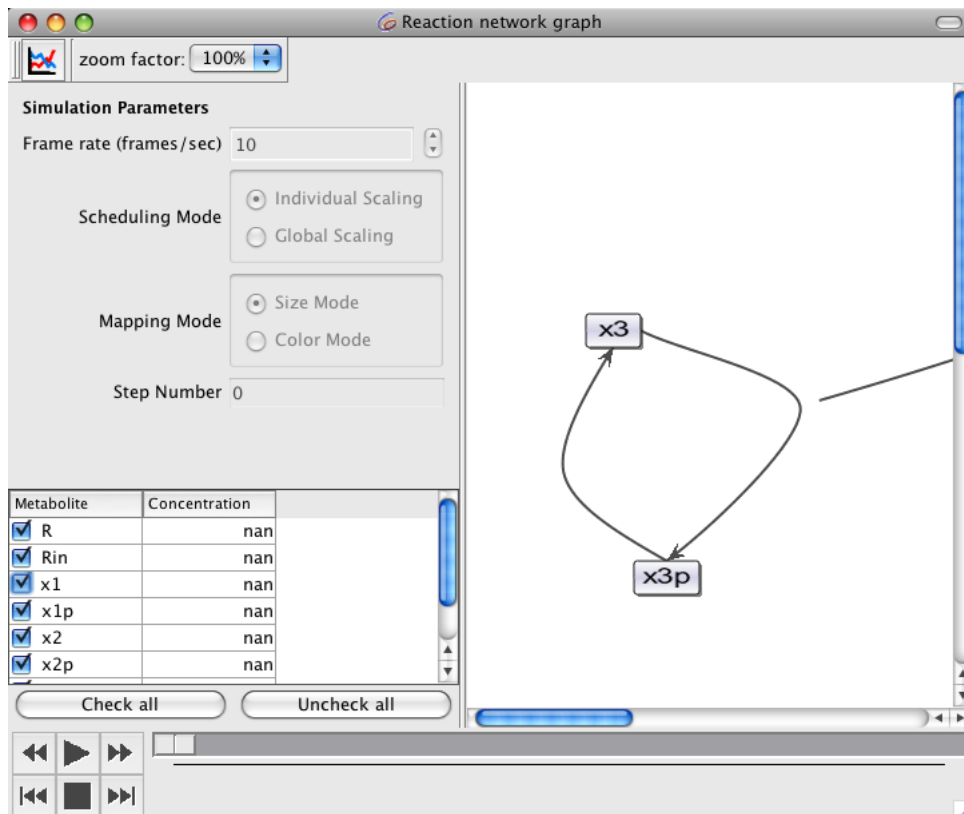 Reaction network graph
zoom factor: 100%
Simulation Parameters
Frame rate (frames/sec) 10
Scheduling Mode
Individual Scaling
Global Scaling
Mapping Mode
Size Mode
Color Mode
Step Number 0
Metabolite Concentration
R nan
Rin nan
x1 nan
x1p nan
x2 nan
x2p nan
Check all Uncheck all
x3
x3p